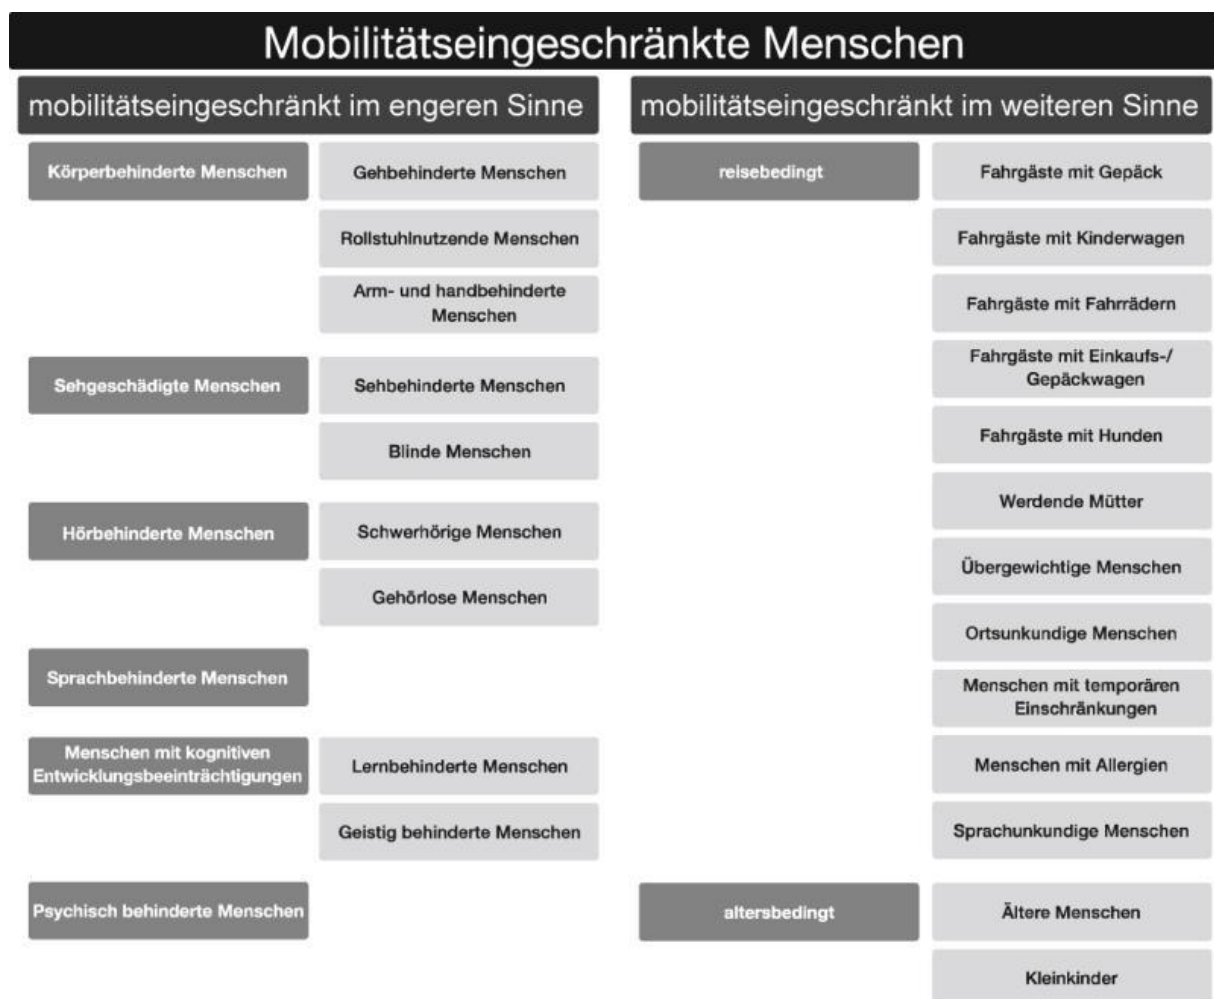 Mobilitätseingeschränkte Menschen
mobilitätseingeschränkt im engeren Sinne
Körperbehinderte Menschen
Gehbehinderte Menschen
Rollstuhlnutzende Menschen
Arm- und handbehinderte
Menschen
Sehgeschädigte Menschen
Sehbehinderte Menschen
Blinde Menschen
Hörbehinderte Menschen
Schwerhörige Menschen
Gehörlose Menschen
Sprachbehinderte Menschen
Menschen mit kognitiven
Entwicklungsbeeinträchtigungen
Lernbehinderte Menschen
Geistig behinderte Menschen
Psychisch behinderte Menschen
mobilitätseingeschränkt im weiteren Sinne
reisebedingt
Fahrgäste mit Gepäck
Fahrgäste mit Kinderwagen
Fahrgäste mit Fahrrädern
Fahrgäste mit Einkaufs-/
Gepäckwagen
Fahrgäste mit Hunden
Werdende Mütter
Übergewichtige Menschen
Ortsunkundige Menschen
Menschen mit temporären
Einschränkungen
Menschen mit Allergien
Sprachunkundige Menschen
altersbedingt
Ältere Menschen
Kleinkinder